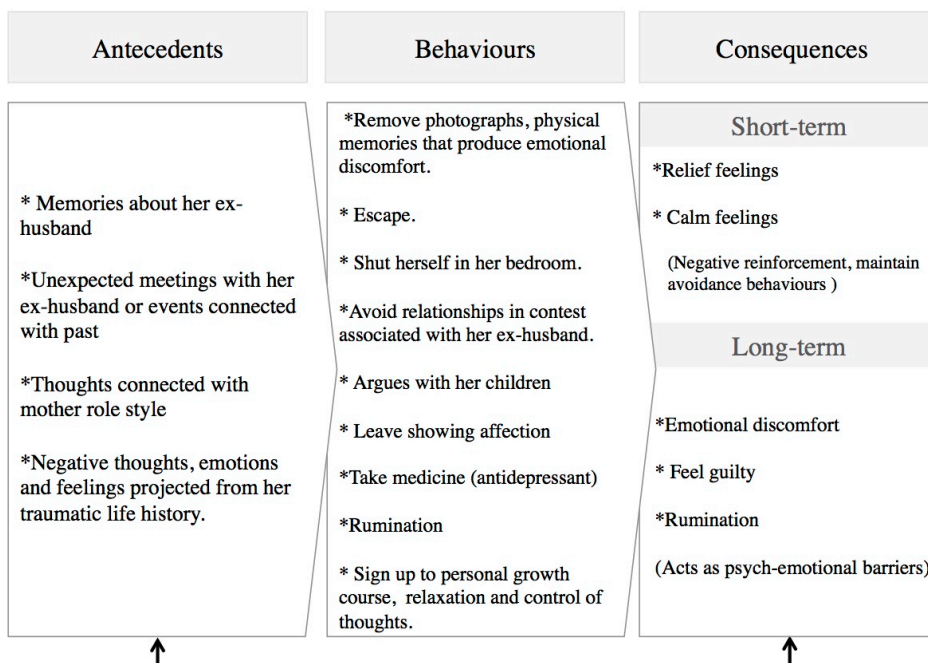 Antecedents
* Memories about her ex-
husband
*Unexpected meetings with her
ex-husband or events connected
with past
*Thoughts connected with
mother role style
*Negative thoughts, emotions
and feelings projected from her
traumatic life history.
Behaviours
*Remove photographs, physical
memories that produce emotional
discomfort.
* Escape.
* Shut herself in her bedroom.
*Avoid relationships in contest
associated with her ex-husband.
* Argues with her children
* Leave showing affection
*Take medicine (antidepressant)
*Rumination
* Sign up to personal growth
course, relaxation and control of
thoughts.
Consequences
Short-term
*Relief feelings
* Calm feelings
(Negative reinforcement, maintain
avoidance behaviours )
Long-term
*Emotional discomfort
* Feel guilty
*Rumination
(Acts as psych-emotional barriers)